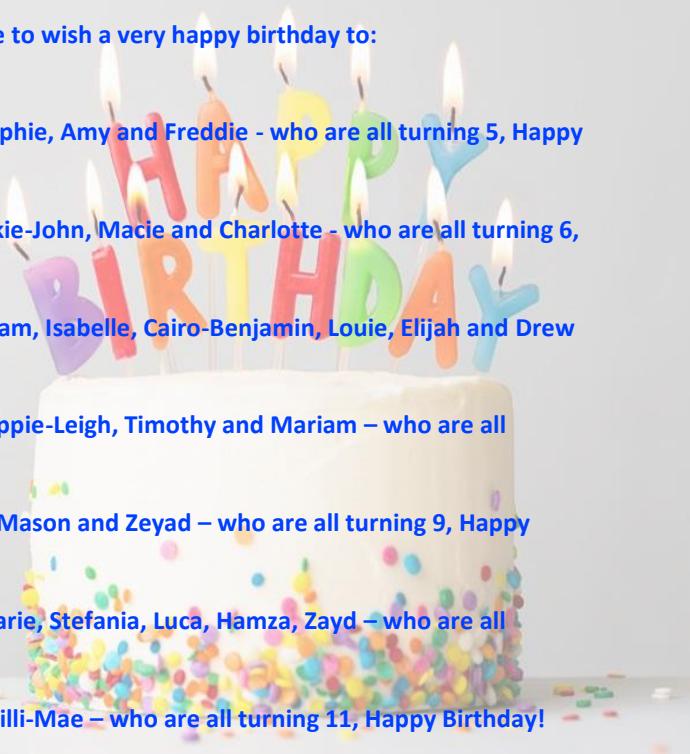 e to wish a very happy birthday to:
HAPPY
phie, Amy and Freddie - who are all turning 5, Happy
kie-John, Macie and Charlotte - who are all turning 6,
BIRTHDAY
am, Isabelle, Cairo-Benjamin, Louie, Elijah and Drew
ppie-Leigh, Timothy and Mariam – who are all
Mason and Zeyad – who are all turning 9, Happy
arie, Stefania, Luca, Hamza, Zayd – who are all
illi-Mae – who are all turning 11, Happy Birthday!